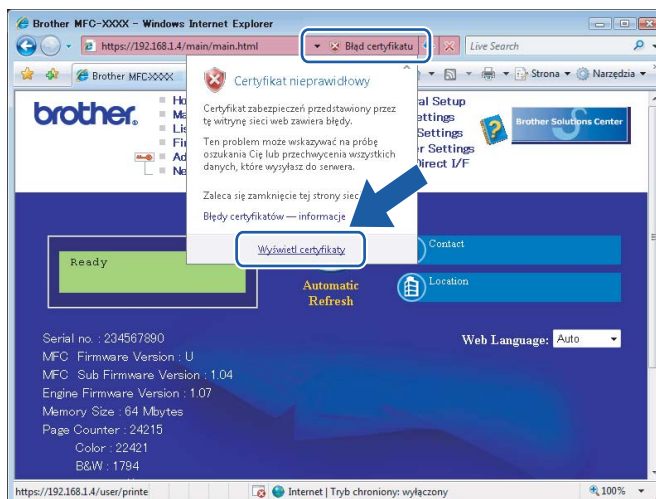 Brother MFC-XXXX - Windows Internet Explorer
https://192.168.1.4/main/main.html
Błąd certyfikatu
Live Search
Brother MFC-XXXX
Strona
Narzędzia
brother.
Certyfikat nieprawidłowy
Certyfikat zabezpieczeń przedstawiony przez
tę witrynę sieci web zawiera błędy.
Ten problem może wskazywać na próbę
oszukania Cię lub przechwycenia wszystkich
danych, które wysyłasz do serwera.
Zaleca się zamknięcie tej strony
Błędy certyfikatów — informacje
Wyświetl certyfikaty
Setup
Settings
Direct I/F
Brother Solutions Center
Ready
Automatic
Refresh
Contact
Location
Web Language: Auto
Serial no. : 234567890
MFC Firmware Version : U
MFC Sub Firmware Version : 1.04
Engine Firmware Version : 1.07
Memory Size : 64 Mbytes
Page Counter : 24215
Color : 22421
B&W : 1794
https://192.168.1.4/user/printe
Internet | Tryb chroniony: wyłączony
100%